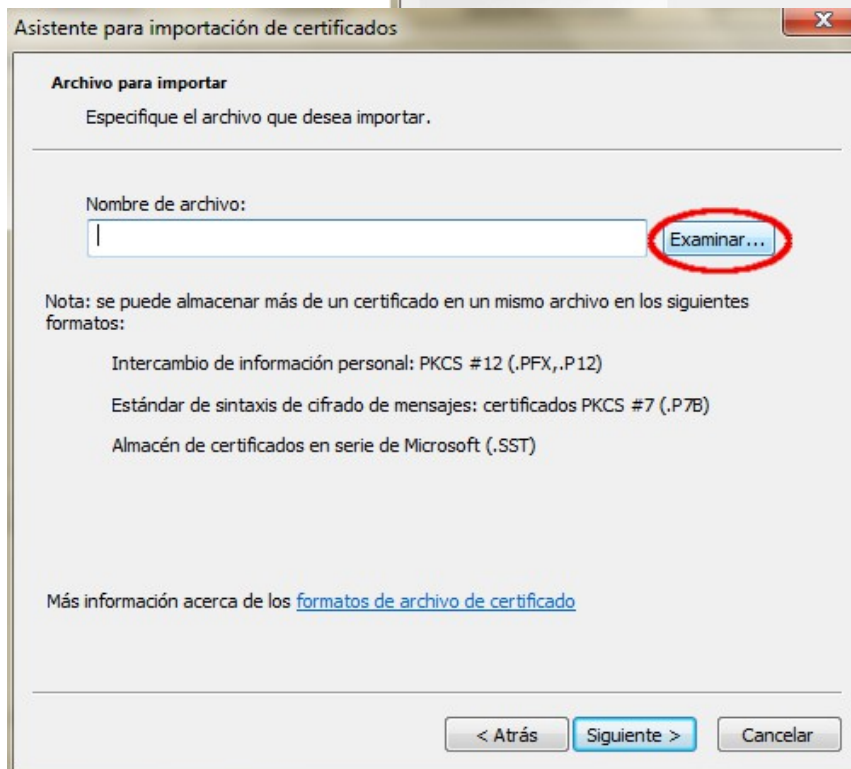 Asistente para importación de certificados
Archivo para importar
Especifique el archivo que desea importar.
Nombre de archivo:
Examinar...
Nota: se puede almacenar más de un certificado en un mismo archivo en los siguientes
formatos:
Intercambio de información personal: PKCS #12 (.PFX,.P12)
Estándar de sintaxis de cifrado de mensajes: certificados PKCS #7 (.P7B)
Almacén de certificados en serie de Microsoft (.SST)
Más información acerca de los formatos de archivo de certificado
< Atrás Siguiente > Cancelar